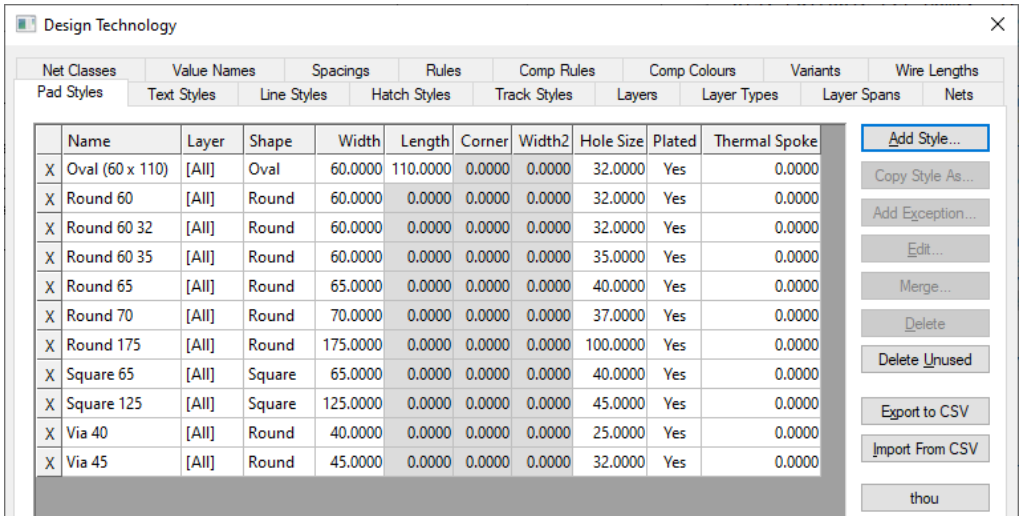 Design Technology
Net Classes Value Names Spacings Rules Comp Rules Comp Colours Variants Wire Lengths
Pad Styles Text Styles Line Styles Hatch Styles Track Styles Layers Layer Types Layer Spans Nets
Name Layer Shape Width Length Corner Width2 Hole Size Plated Thermal Spoke
X Oval (60 x 110) [All] Oval 60.0000 110.0000 0.0000 0.0000 32.0000 Yes 0.0000
X Round 60 [All] Round 60.0000 0.0000 0.0000 0.0000 32.0000 Yes 0.0000
X Round 60 32 [All] Round 60.0000 0.0000 0.0000 0.0000 32.0000 Yes 0.0000
X Round 60 35 [All] Round 60.0000 0.0000 0.0000 0.0000 35.0000 Yes 0.0000
X Round 65 [All] Round 65.0000 0.0000 0.0000 0.0000 40.0000 Yes 0.0000
X Round 70 [All] Round 70.0000 0.0000 0.0000 0.0000 37.0000 Yes 0.0000
X Round 175 [All] Round 175.0000 0.0000 0.0000 0.0000 100.0000 Yes 0.0000
X Square 65 [All] Square 65.0000 0.0000 0.0000 0.0000 40.0000 Yes 0.0000
X Square 125 [All] Square 125.0000 0.0000 0.0000 0.0000 45.0000 Yes 0.0000
X Via 40 [All] Round 40.0000 0.0000 0.0000 0.0000 25.0000 Yes 0.0000
X Via 45 [All] Round 45.0000 0.0000 0.0000 0.0000 32.0000 Yes 0.0000
Add Style...
Copy Style As...
Add Exception...
Edit...
Merge...
Delete
Delete Unused
Export to CSV
Import From CSV
thou